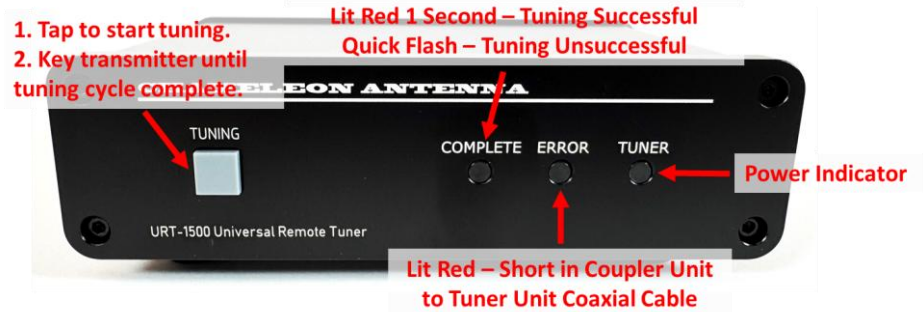 1. Tap to start tuning.
2. Key transmitter until
tuning cycle complete.
Lit Red 1 Second – Tuning Successful
Quick Flash – Tuning Unsuccessful
ELEON ANTENNA
TUNING
COMPLETE ERROR TUNER
Power Indicator
URT-1500 Universal Remote Tuner
Lit Red – Short in Coupler Unit
to Tuner Unit Coaxial Cable